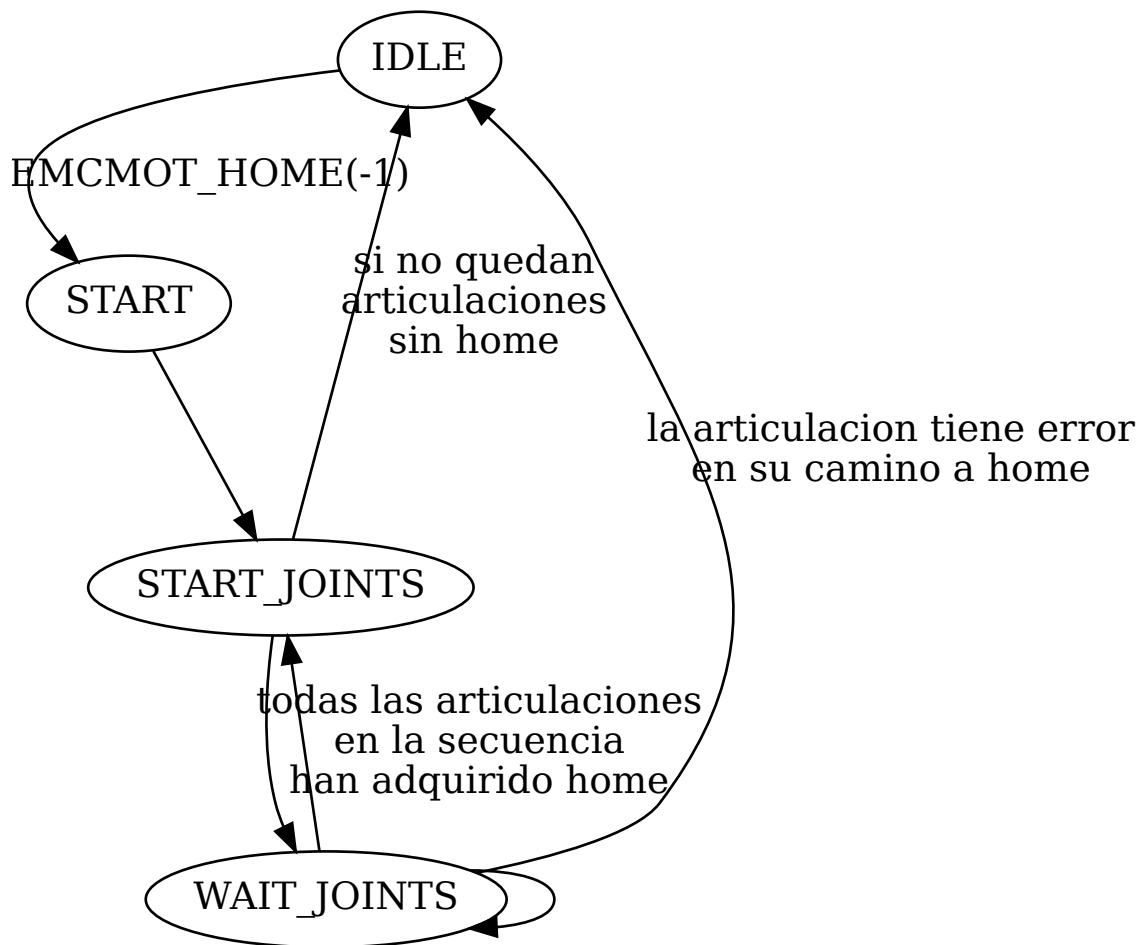 IDLE
EMCMOT_HOME(-1)
si no quedan
articulaciones
sin home
START
la articulacion tiene error
en su camino a home
START_JOINTS
todas las articulaciones
en la secuencia
han adquirido home
WAIT_JOINTS